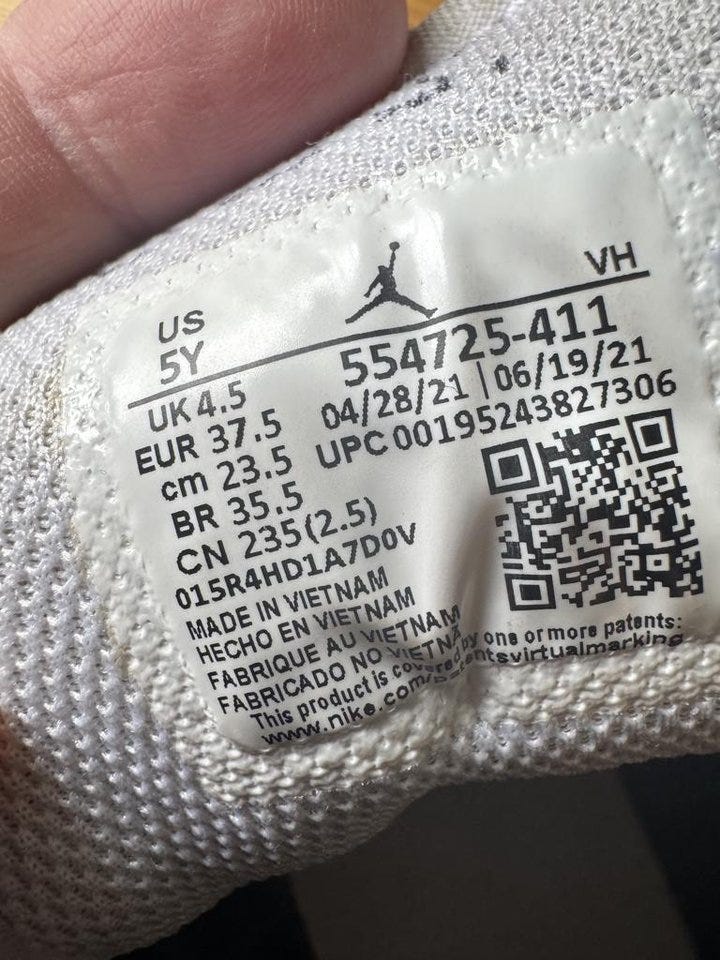 US
5Y
VH
554725-411
04/28/21 | 06/19/21
UPC 00195243827306
UK 4.5
EUR 37.5
cm 23.5
BR 35.5
CN 235(2.5)
015R4HD1A7D0V
MADE IN VIETNAM
HECHO EN VIETNAM
FABRIQUE AU VIETNAM
FABRICADO NO VIETNA
This product is covered by one or more patents:
www.nike.com/patentsvirtualmarking